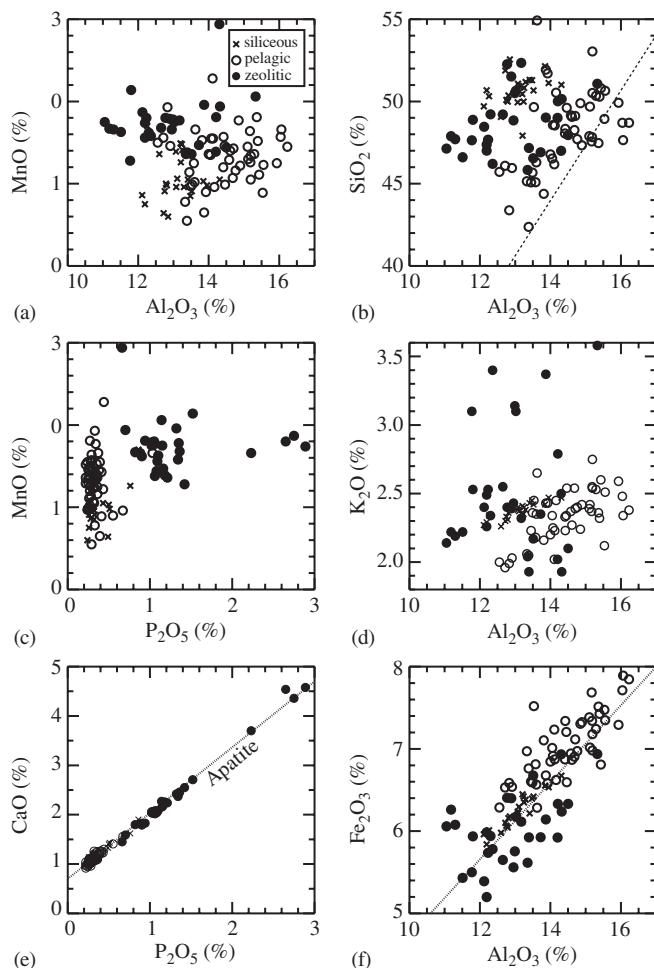 3
0
1
0
MnO (%)
siliceous
pelagic
zeolitic
10 12 14 16
Al₂O₃ (%)
(a)
55
50
45
40
SiO₂ (%)
10 12 14 16
Al₂O₃ (%)
(b)
3
0
1
0
MnO (%)
0 1 2 3
P₂O₅ (%)
(c)
3.5
3.0
2.5
2.0
K₂O (%)
10 12 14 16
Al₂O₃ (%)
(d)
5
4
3
2
1
0
CaO (%)
Apatite
0 1 2 3
P₂O₅ (%)
(e)
8
7
6
5
Fe₂O₃ (%)
10 12 14 16
Al₂O₃ (%)
(f)